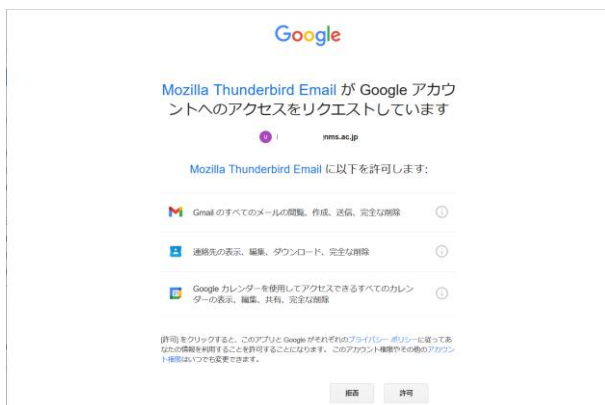 Google
Mozilla Thunderbird Email が Google アカウ
ントへのアクセスをリクエストしています
U
nms.ac.jp
Mozilla Thunderbird Email に以下を許可します:
Gmail のすべてのメールの閲覧、作成、送信、完全な削除
連絡先の表示、編集、ダウンロード、完全な削除
Google カレンダーを使用してアクセスできるすべてのカレン
ダーの表示、編集、共有、完全な削除
[許可] をクリックすると、このアプリと Google がそれぞれのプライバシー ポリシーに従ってあ
なたの情報を利用することを許可することになります。 このアカウント権限やその他のアカウン
ト権限はいつでも変更できます。
拒否 許可